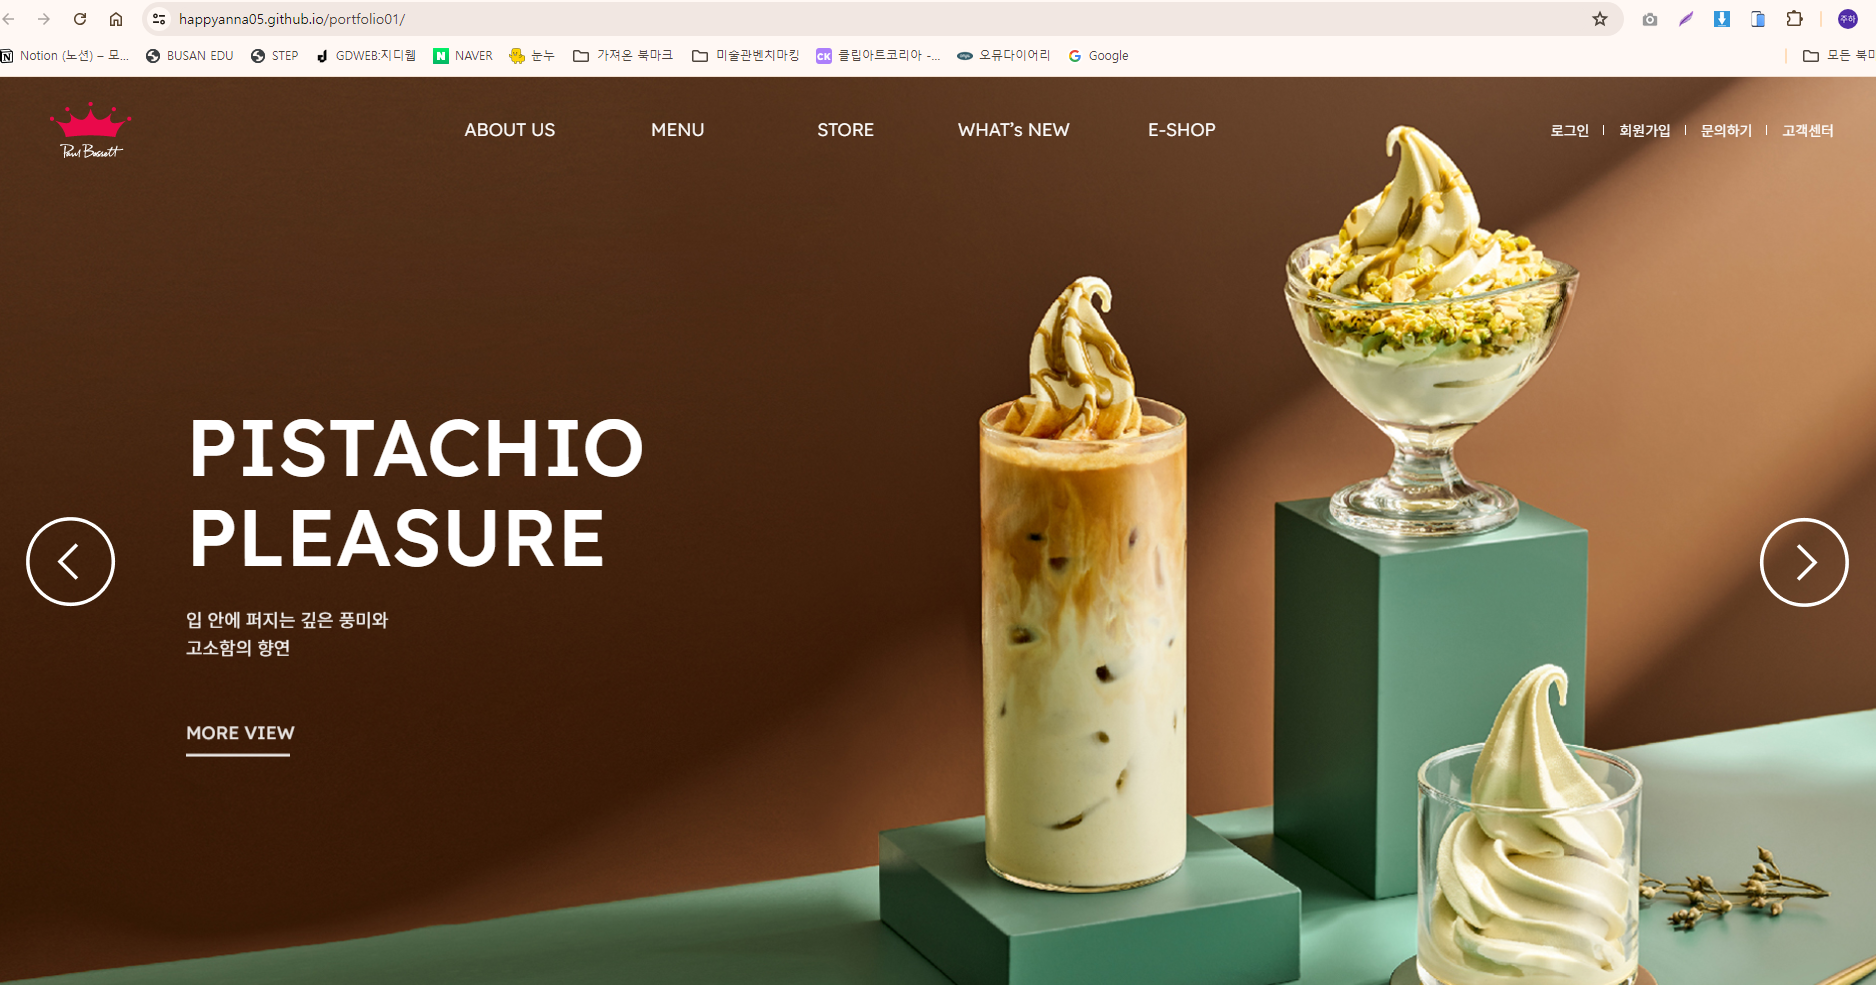 happyanna05.github.io/portfolio01/
주하
Notion (노션) – 모...
BUSAN EDU
STEP
GDWEB:지디웹
NAVER
눈누
가져온 북마크
미술관벤치마킹
클립아트코리아 -...
오뮤다이어리
Google
모든 북마
Paul Bassett
ABOUT US
MENU
STORE
WHAT's NEW
E-SHOP
로그인
회원가입
문의하기
고객센터
PISTACHIO
PLEASURE
입 안에 퍼지는 깊은 풍미와
고소함의 향연
MORE VIEW